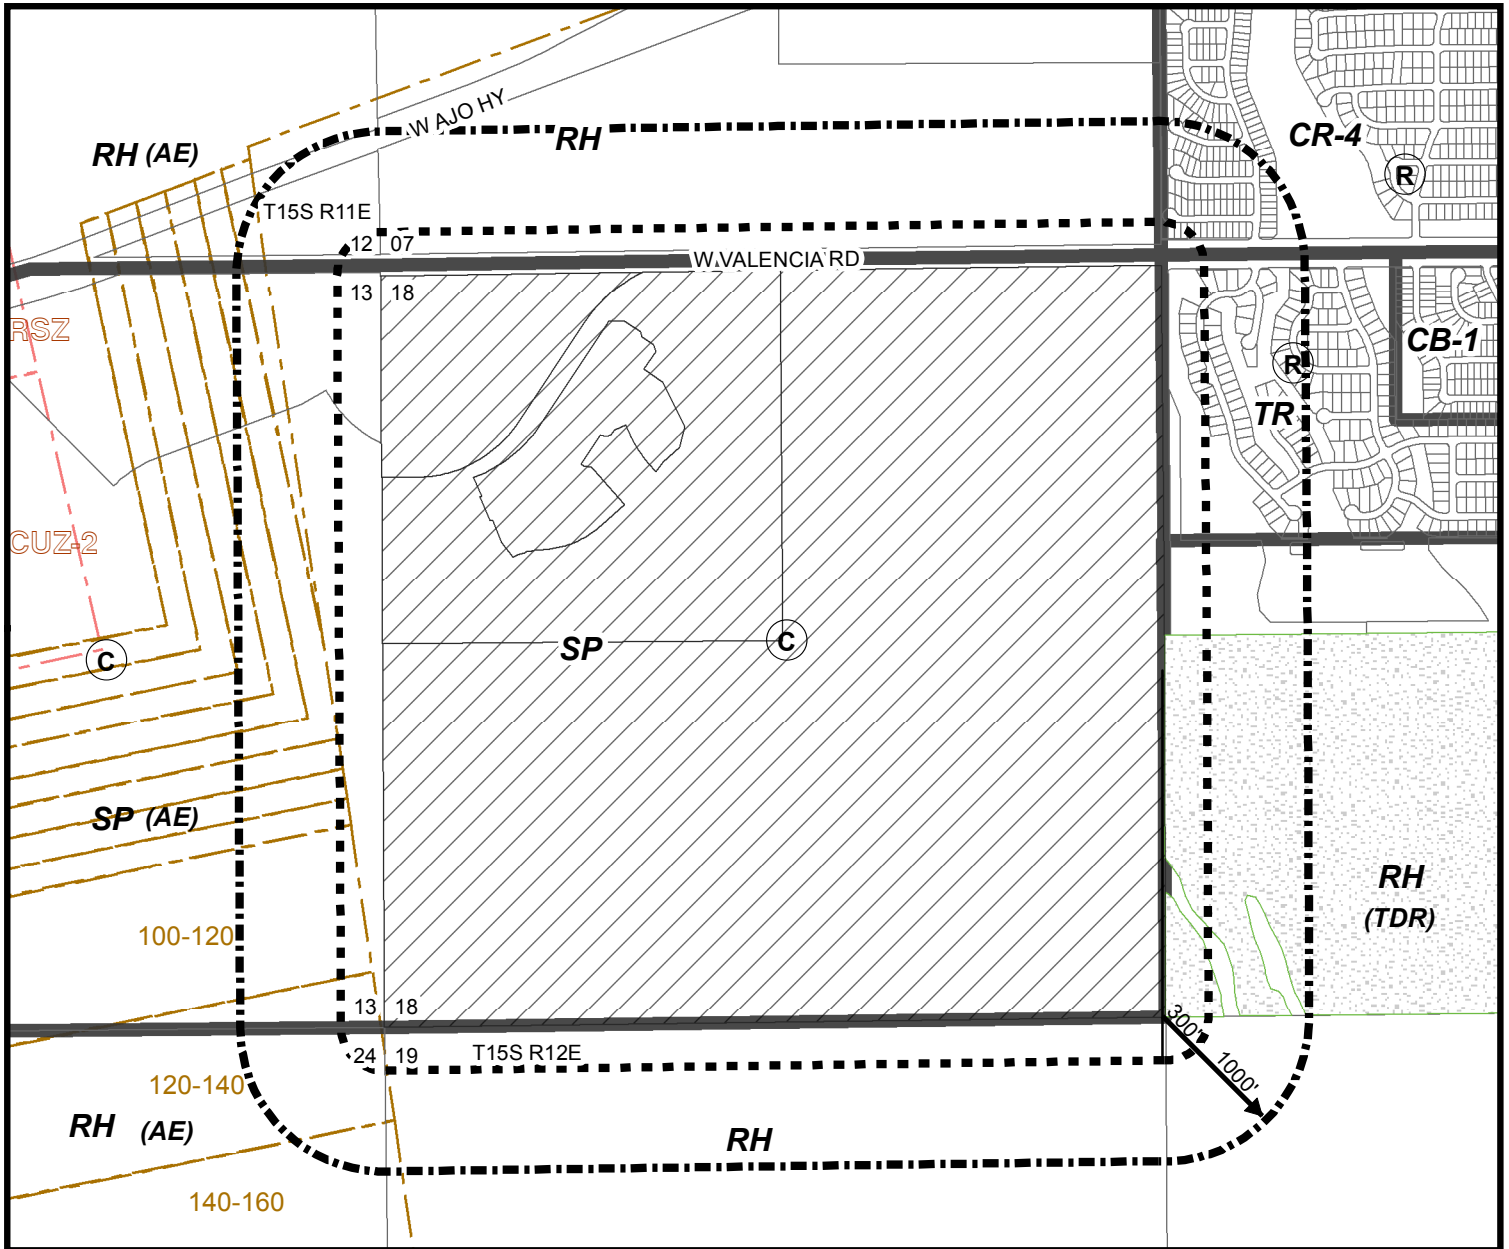 W AJO HY
RH
CR-4
RH (AE)
R
T15S R11E
12 07
W VALENCIA RD
13 18
RSZ
CB-1
R
TR
CUZ-2
C
SP
C
SP (AE)
RH
(TDR)
100-120
13 18
300'
24 19
T15S R12E
1000'
120-140
RH (AE)
RH
140-160